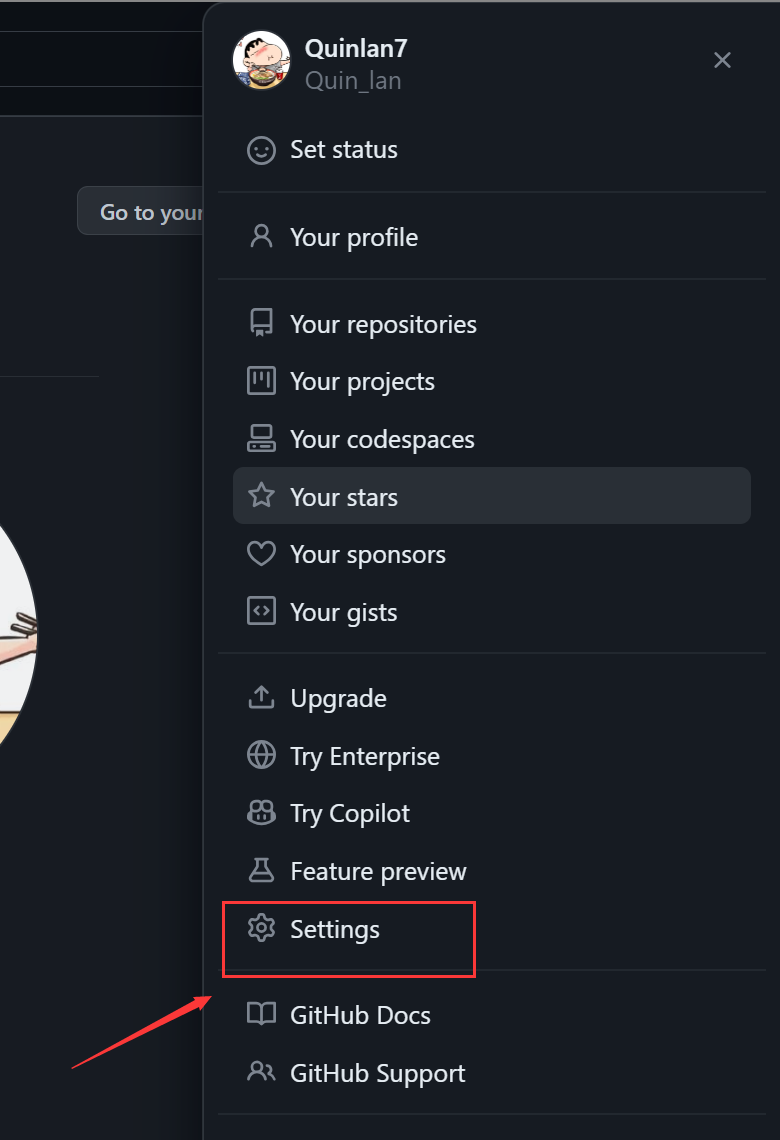 Quinlan7
Quin_lan
Set status
Go to your
Your profile
Your repositories
Your projects
Your codespaces
Your stars
Your sponsors
Your gists
Upgrade
Try Enterprise
Try Copilot
Feature preview
Settings
GitHub Docs
GitHub Support